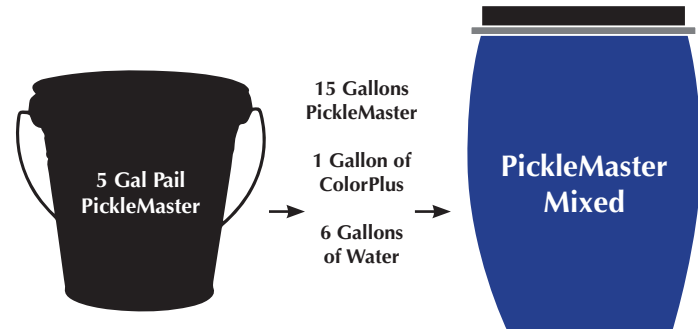 5 Gal Pail
PickleMaster
15 Gallons
PickleMaster
1 Gallon of
ColorPlus
6 Gallons
of Water
PickleMaster
Mixed